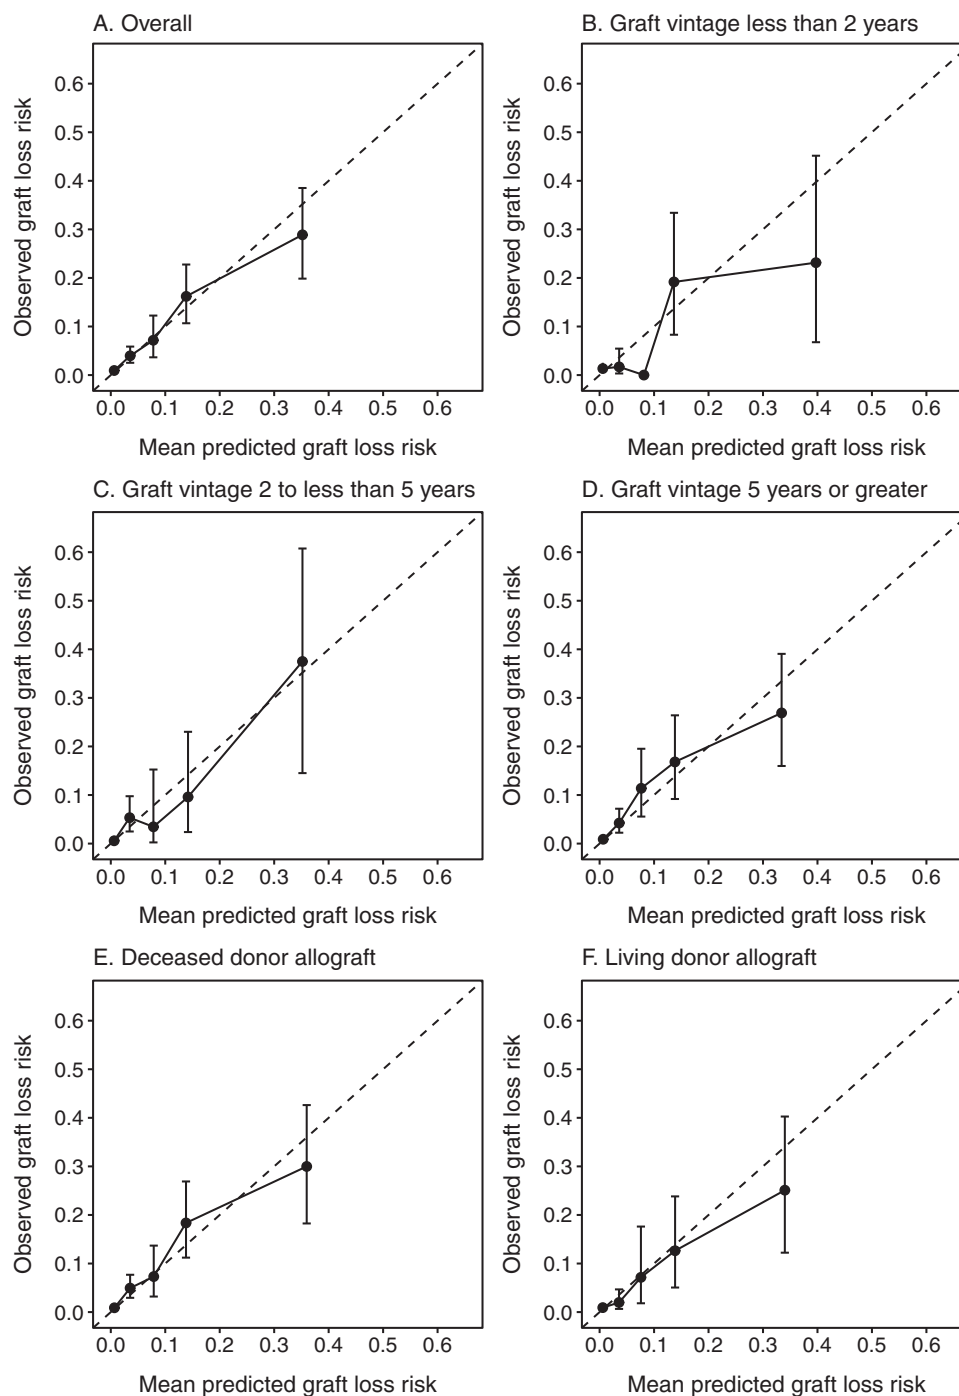 A. Overall
B. Graft vintage less than 2 years
Observed graft loss risk
0.6
0.5
0.4
0.3
0.2
0.1
0.0
0.0 0.1 0.2 0.3 0.4 0.5 0.6
Mean predicted graft loss risk
Observed graft loss risk
0.6
0.5
0.4
0.3
0.2
0.1
0.0
0.0 0.1 0.2 0.3 0.4 0.5 0.6
Mean predicted graft loss risk
C. Graft vintage 2 to less than 5 years
D. Graft vintage 5 years or greater
Observed graft loss risk
0.6
0.5
0.4
0.3
0.2
0.1
0.0
0.0 0.1 0.2 0.3 0.4 0.5 0.6
Mean predicted graft loss risk
Observed graft loss risk
0.6
0.5
0.4
0.3
0.2
0.1
0.0
0.0 0.1 0.2 0.3 0.4 0.5 0.6
Mean predicted graft loss risk
E. Deceased donor allograft
F. Living donor allograft
Observed graft loss risk
0.6
0.5
0.4
0.3
0.2
0.1
0.0
0.0 0.1 0.2 0.3 0.4 0.5 0.6
Mean predicted graft loss risk
Observed graft loss risk
0.6
0.5
0.4
0.3
0.2
0.1
0.0
0.0 0.1 0.2 0.3 0.4 0.5 0.6
Mean predicted graft loss risk